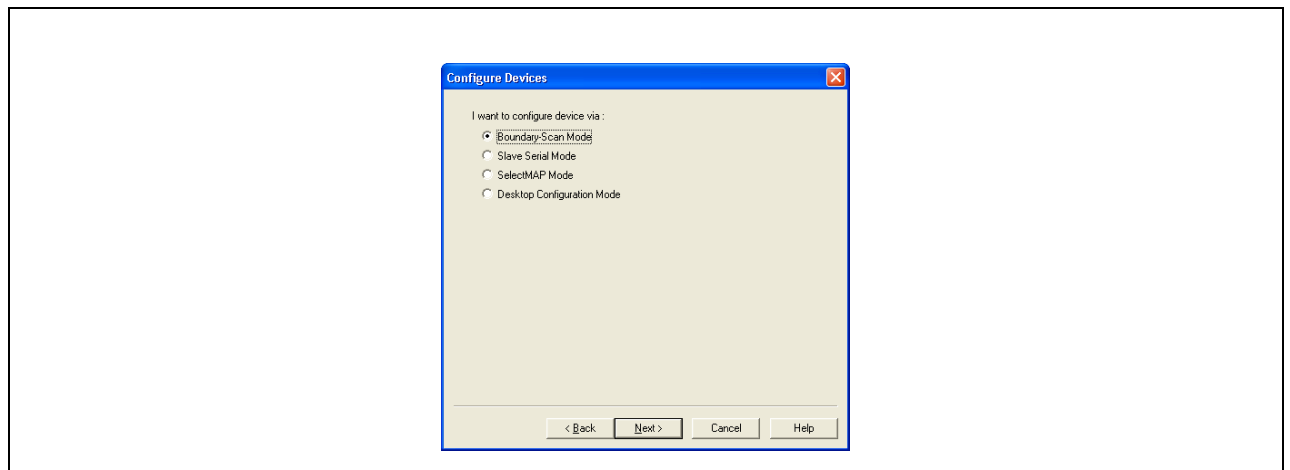 Configure Devices
I want to configure device via :
Boundary-Scan Mode
Slave Serial Mode
SelectMAP Mode
Desktop Configuration Mode
< Back Next > Cancel Help